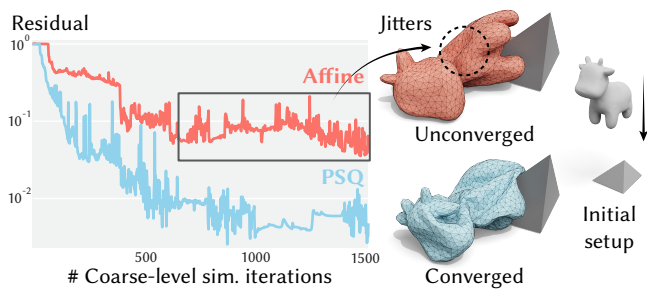 Residual
10⁰
10⁻¹
10⁻²
Affine
PSQ
500
1000
1500
# Coarse-level sim. iterations
Jitters
Unconverged
Converged
Initial
setup